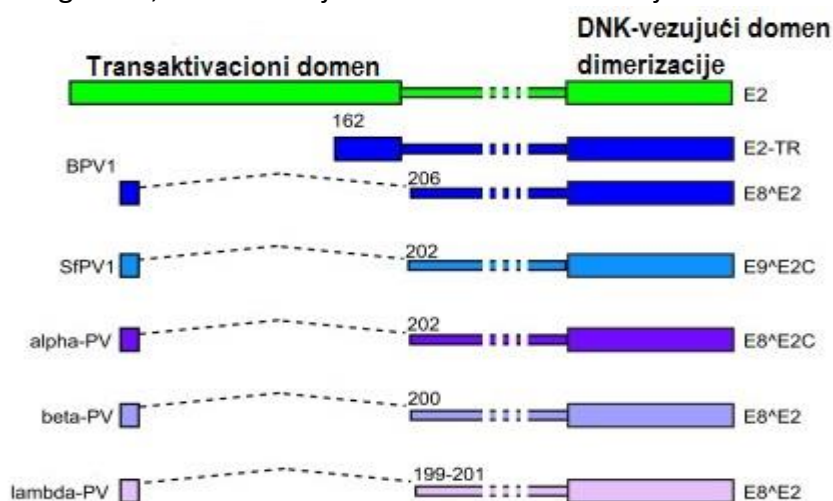 DNK-vezujući domen
Transaktivacioni domen
dimerizacije
E2
162
E2-TR
BPV1
206
E8^E2
SfPV1
202
E9^E2C
alpha-PV
202
E8^E2C
beta-PV
200
E8^E2
lambda-PV
199-201
E8^E2